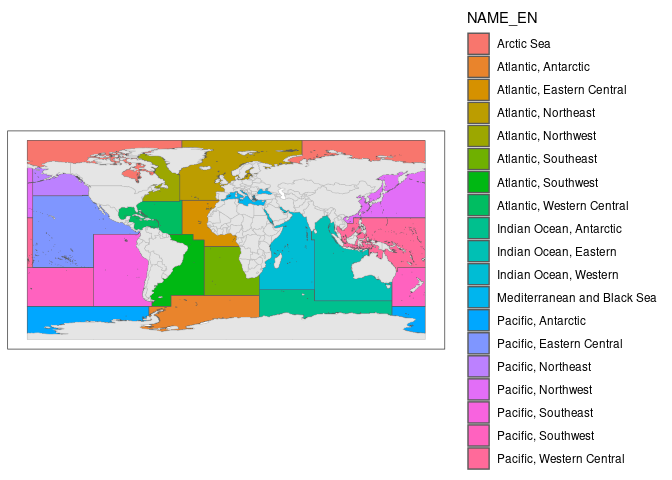 NAME_EN
Arctic Sea
Atlantic, Antarctic
Atlantic, Eastern Central
Atlantic, Northeast
Atlantic, Northwest
Atlantic, Southeast
Atlantic, Southwest
Atlantic, Western Central
Indian Ocean, Antarctic
Indian Ocean, Eastern
Indian Ocean, Western
Mediterranean and Black Sea
Pacific, Antarctic
Pacific, Eastern Central
Pacific, Northeast
Pacific, Northwest
Pacific, Southeast
Pacific, Southwest
Pacific, Western Central